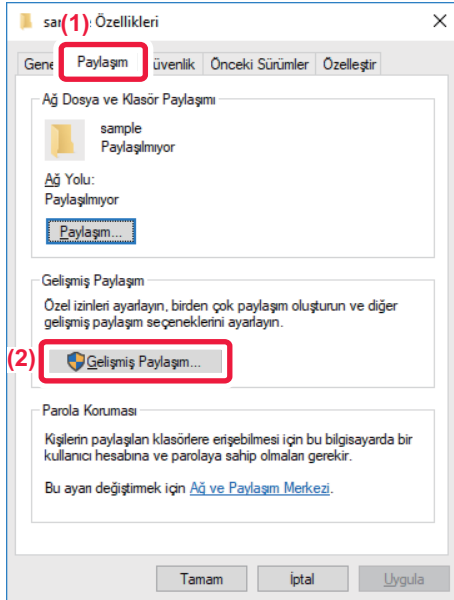 (1)
Özellikleri
Paylaşım
Önceki Sürümler
Özelleştir
Ağ Dosya ve Klasör Paylaşımı
sample
Paylaşılmıyor
Ağ Yolu:
Paylaşılmıyor
Paylaşım...
Gelişmiş Paylaşım
Özel izinleri ayarlayın, birden çok paylaşım oluşturun ve diğer
gelişmiş paylaşım seçeneklerini ayarlayın.
(2)
Gelişmiş Paylaşım...
Parola Koruması
Kişilerin paylaşılan klasörlere erişebilmesi için bu bilgisayarda bir
kullanıcı hesabına ve parolaya sahip olmaları gerekir.
Bu ayarı değiştirmek için Ağ ve Paylaşım Merkezi.
Tamam
İptal
Uygula